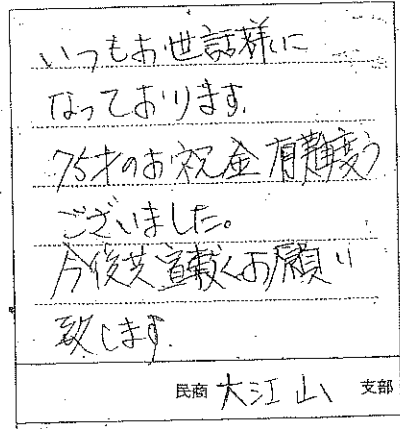 いつもお世話様に
なっております。
75才のお祝金有難度う
ございました。
今後共宜敷くお願い
致します。
民商 大江山 支部